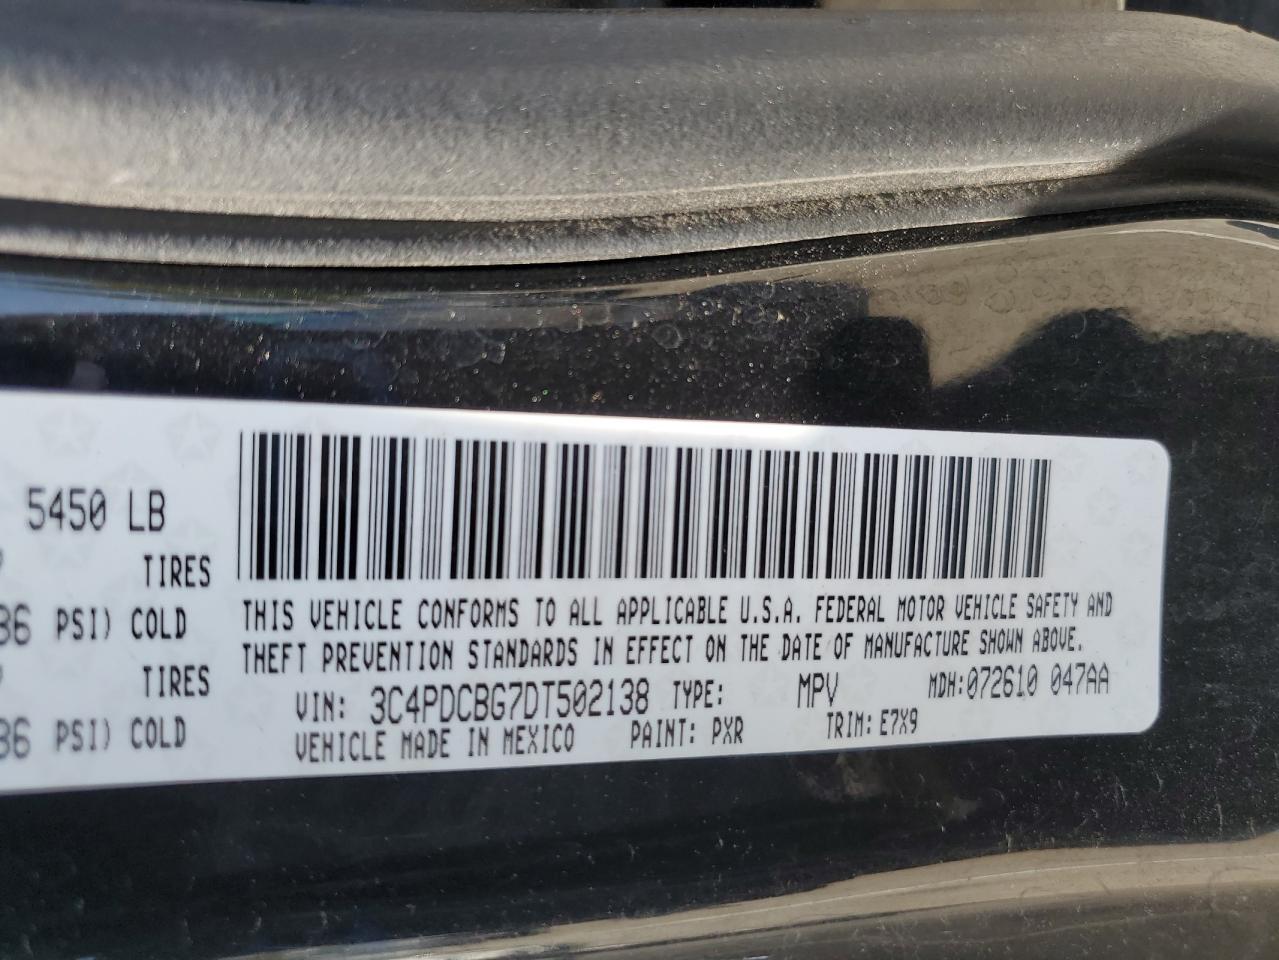 5450 LB
TIRES
THIS VEHICLE CONFORMS TO ALL APPLICABLE U.S.A. FEDERAL MOTOR VEHICLE SAFETY AND
36 PSI) COLD
THEFT PREVENTION STANDARDS IN EFFECT ON THE DATE OF MANUFACTURE SHOWN ABOVE.
TIRES
VIN: 3C4PDCBG7DT502138 TYPE: MPV MDH:072610 047AA
36 PSI) COLD
VEHICLE MADE IN MEXICO PAINT: PXR TRIM: E7X9